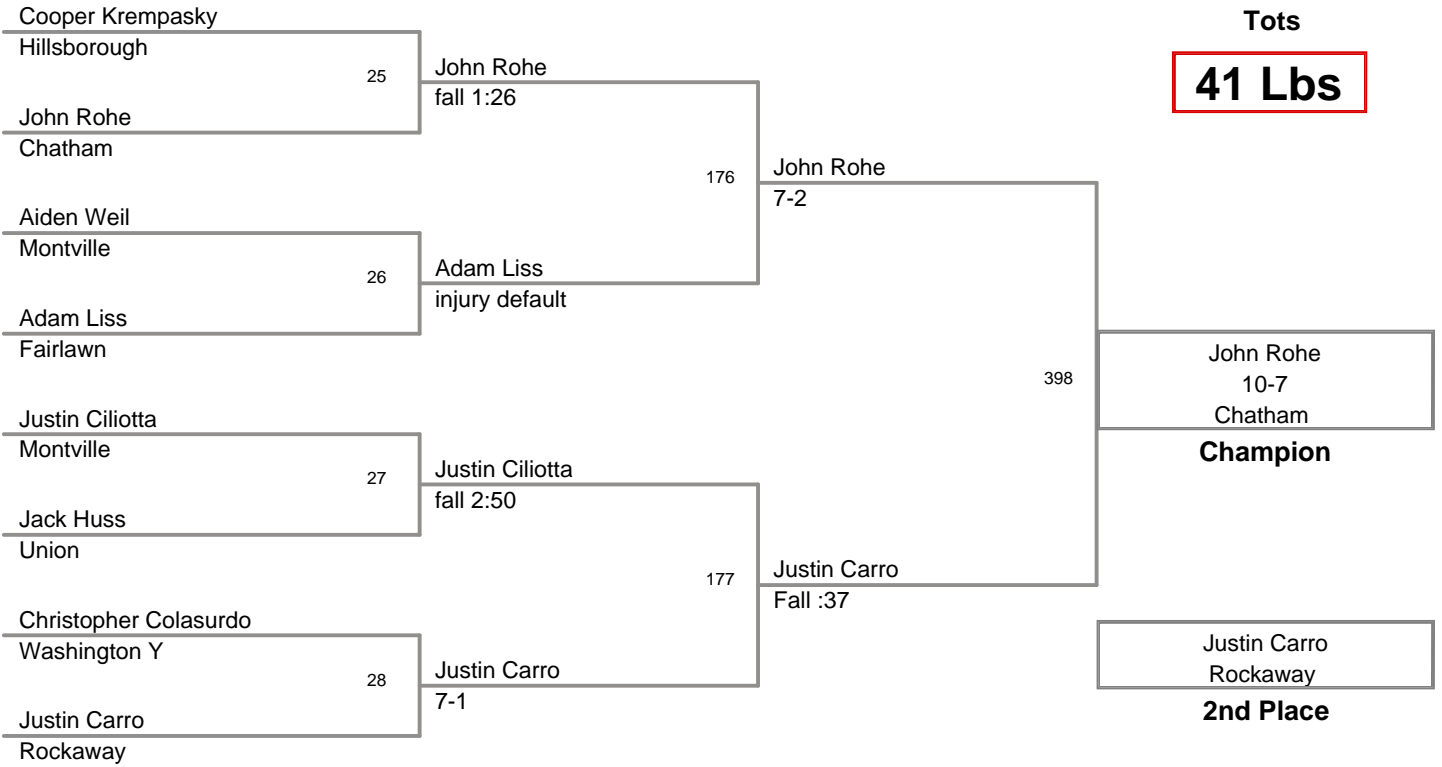 Cooper Krempasky
Hillsborough
25
John Rohe
Chatham
John Rohe
fall 1:26
Aiden Weil
Montville
26
Adam Liss
Fairlawn
Adam Liss
injury default
176
John Rohe
7-2
Justin Ciliotta
Montville
27
Jack Huss
Union
Justin Ciliotta
fall 2:50
Christopher Colasurdo
Washington Y
28
Justin Carro
Rockaway
Justin Carro
7-1
177
Justin Carro
Fall :37
398
Tots
41 Lbs
John Rohe
10-7
Chatham
Champion
Justin Carro
Rockaway
2nd Place